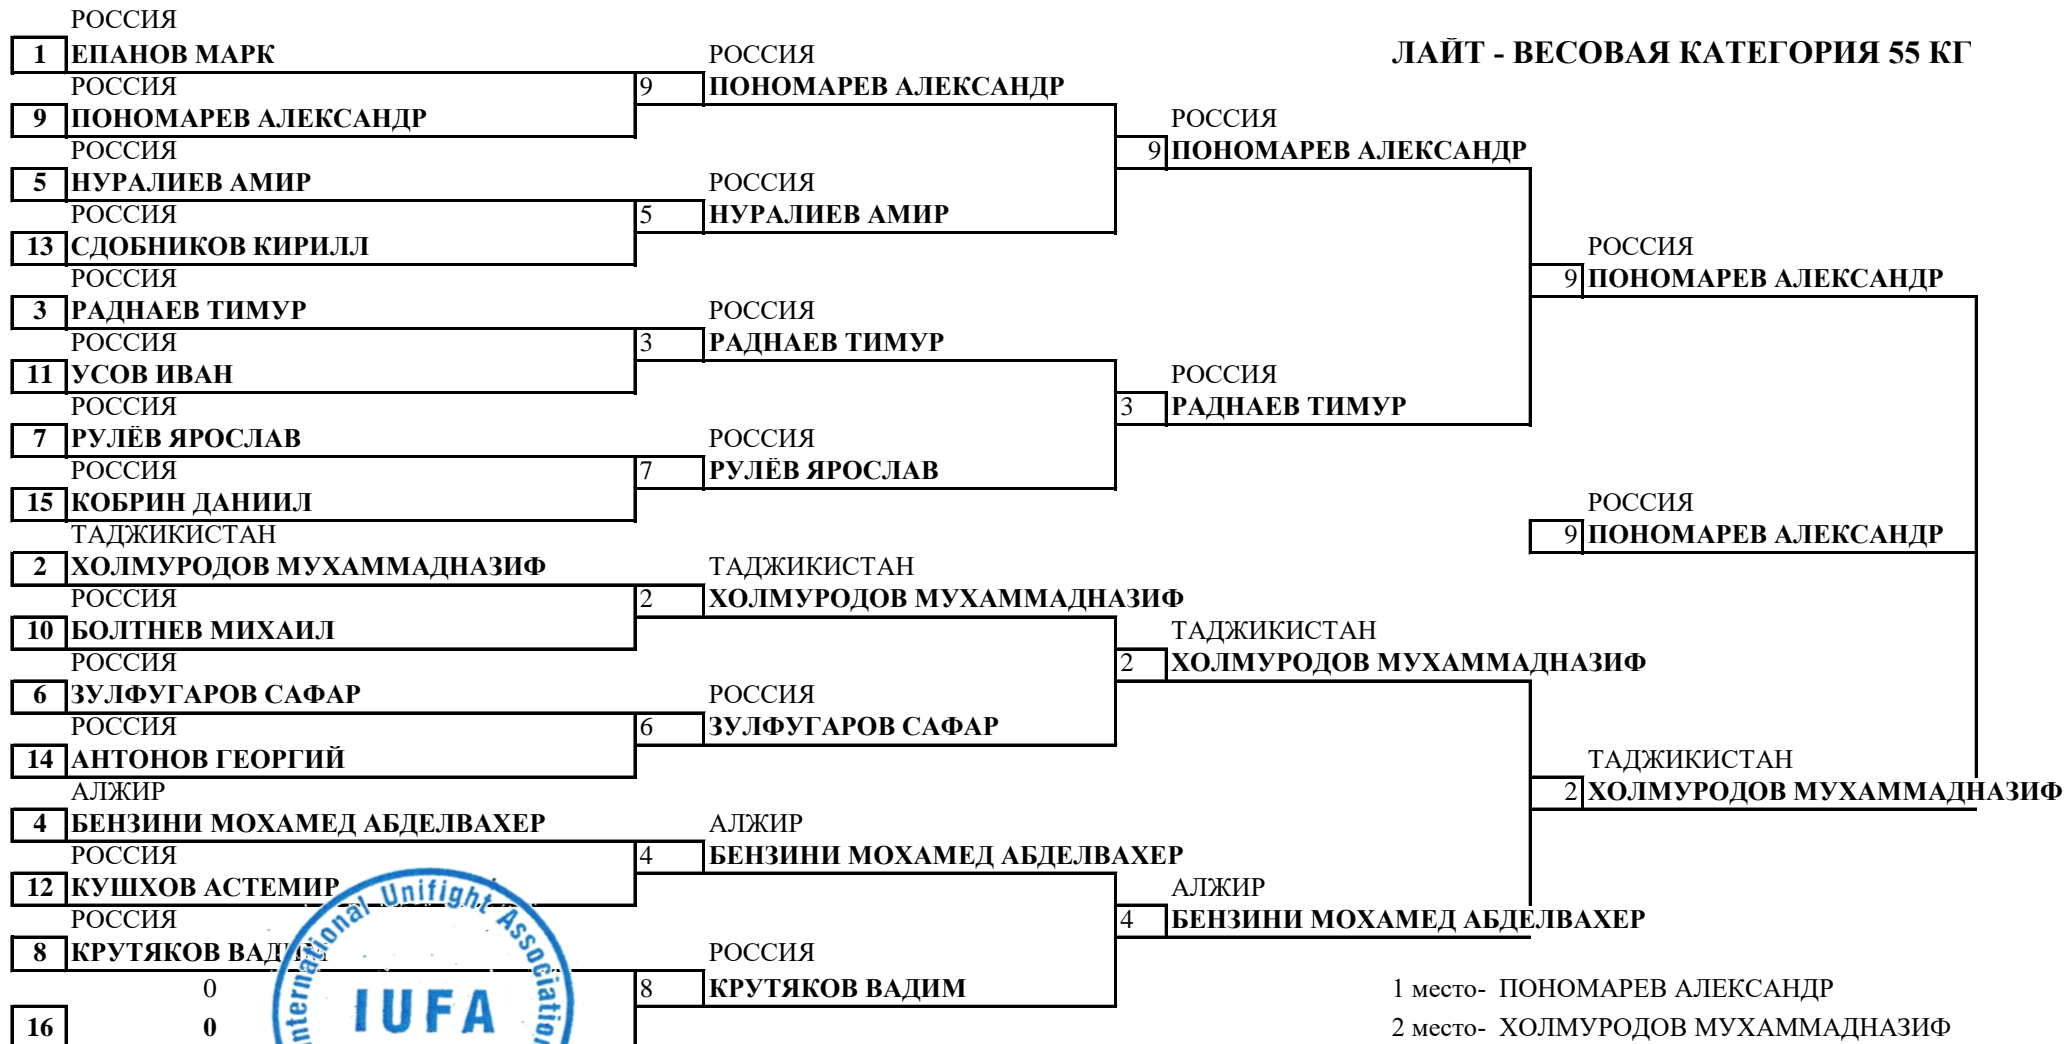 РОССИЯ
1 ЕПАНОВ МАРК
РОССИЯ
9 ПОНОМАРЕВ АЛЕКСАНДР
РОССИЯ
5 НУРАЛИЕВ АМИР
РОССИЯ
13 СДОБНИКОВ КИРИЛЛ
РОССИЯ
3 РАДНАЕВ ТИМУР
РОССИЯ
11 УСОВ ИВАН
РОССИЯ
7 РУЛЁВ ЯРОСЛАВ
РОССИЯ
15 КОБРИН ДАНИИЛ
ТАДЖИКИСТАН
2 ХОЛМУРОДОВ МУХАММАДНАЗИФ
РОССИЯ
10 БОЛТНЕВ МИХАИЛ
РОССИЯ
6 ЗУЛФУГАРОВ САФАР
РОССИЯ
14 АНТОНОВ ГЕОРГИЙ
АЛЖИР
4 БЕНЗИНИ МОХАМЕД АБДЕЛВАХЕР
РОССИЯ
12 КУШХОВ АСТЕМИР
РОССИЯ
8 КРУТЯКОВ ВАДИМ
0
16 0
International Unifight Association
IUFA
РОССИЯ
9 ПОНОМАРЕВ АЛЕКСАНДР
РОССИЯ
5 НУРАЛИЕВ АМИР
РОССИЯ
3 РАДНАЕВ ТИМУР
РОССИЯ
7 РУЛЁВ ЯРОСЛАВ
ТАДЖИКИСТАН
2 ХОЛМУРОДОВ МУХАММАДНАЗИФ
РОССИЯ
6 ЗУЛФУГАРОВ САФАР
АЛЖИР
4 БЕНЗИНИ МОХАМЕД АБДЕЛВАХЕР
РОССИЯ
8 КРУТЯКОВ ВАДИМ
РОССИЯ
9 ПОНОМАРЕВ АЛЕКСАНДР
РОССИЯ
3 РАДНАЕВ ТИМУР
ТАДЖИКИСТАН
2 ХОЛМУРОДОВ МУХАММАДНАЗИФ
АЛЖИР
4 БЕНЗИНИ МОХАМЕД АБДЕЛВАХЕР
ЛАЙТ - ВЕСОВАЯ КАТЕГОРИЯ 55 КГ
РОССИЯ
9 ПОНОМАРЕВ АЛЕКСАНДР
РОССИЯ
9 ПОНОМАРЕВ АЛЕКСАНДР
ТАДЖИКИСТАН
2 ХОЛМУРОДОВ МУХАММАДНАЗИФ
1 место- ПОНОМАРЕВ АЛЕКСАНДР
2 место- ХОЛМУРОДОВ МУХАММАДНАЗИФ